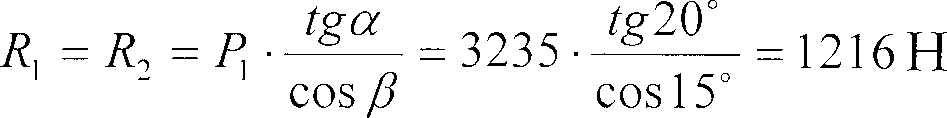 R₁ = R₂ = P₁ · tgα / cos β = 3235 · tg20° / cos15° = 1216 H